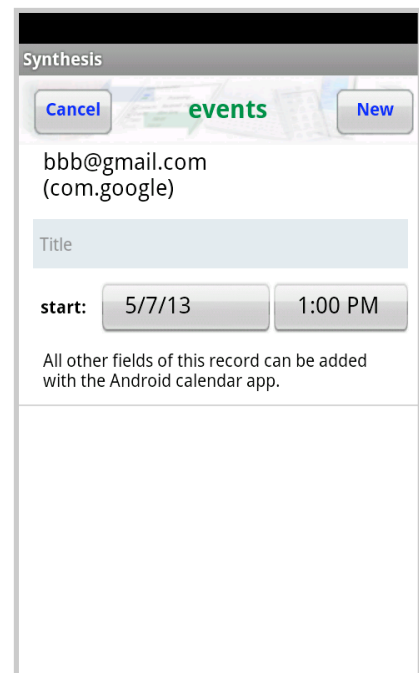 Synthesis
Cancel events New
bbb@gmail.com
(com.google)
Title
start: 5/7/13 1:00 PM
All other fields of this record can be added
with the Android calendar app.